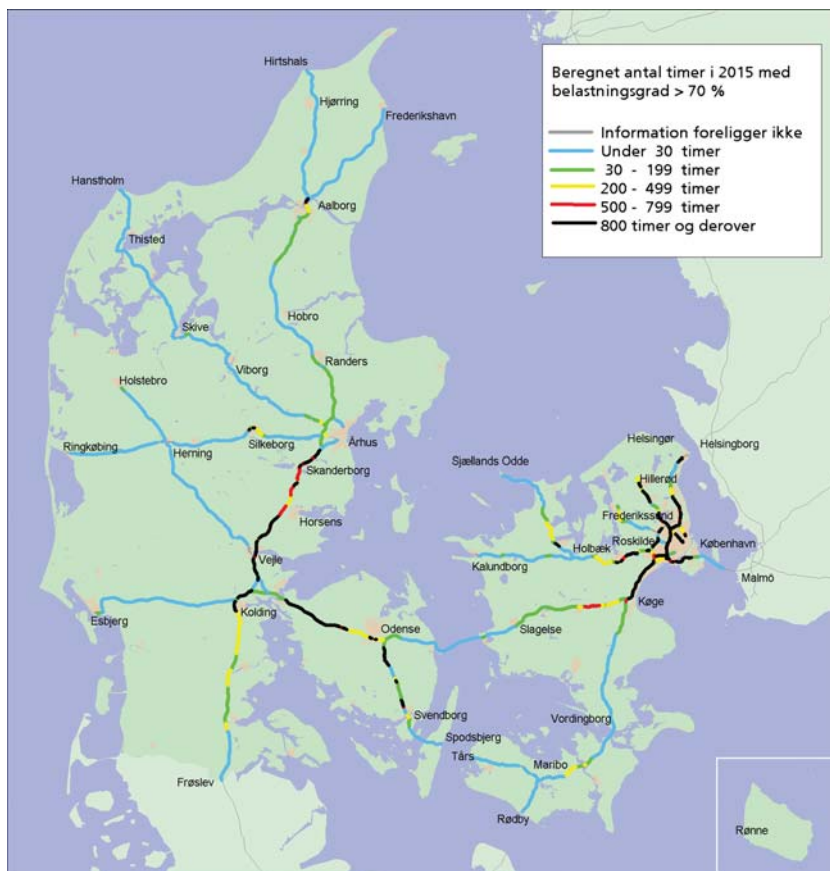 Beregnet antal timer i 2015 med
belastningsgrad > 70 %
Information foreligger ikke
Under 30 timer
30 - 199 timer
200 - 499 timer
500 - 799 timer
800 timer og derover
Hirtshals
Hjørring
Frederikshavn
Hanstholm
Aalborg
Thisted
Hobro
Skive
Randers
Viborg
Holstebro
Århus
Ringkøbing
Herning
Silkeborg
Skanderborg
Horsens
Vejle
Kolding
Esbjerg
Odense
Svendborg
Spodsbjerg
Tårs
Frøslev
Sjællands Odde
Helsingør
Helsingborg
Hillerød
Frederikssund
Roskilde
København
Holbæk
Kalundborg
Malmö
Køge
Slagelse
Vordingborg
Maribo
Rødby
Rønne